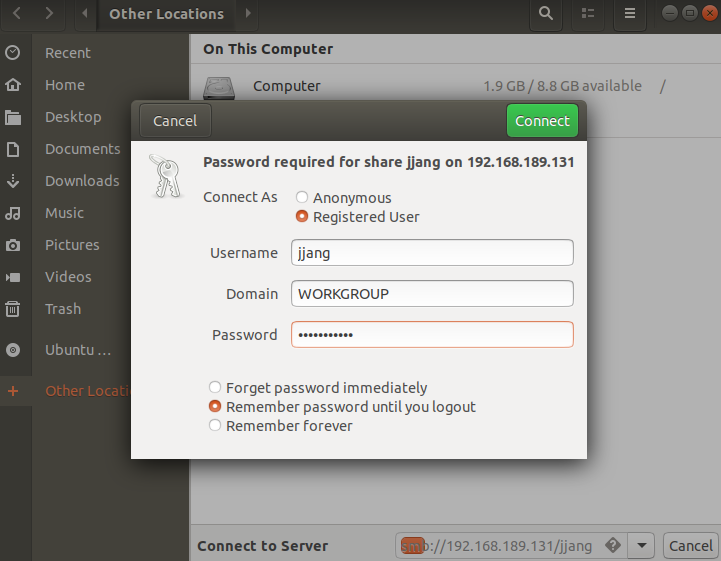 Other Locations
Recent
Home
Desktop
Documents
Downloads
Music
Pictures
Videos
Trash
Ubuntu ...
Other Locati
On This Computer
Computer 1.9 GB / 8.8 GB available /
Cancel Connect
Password required for share jjang on 192.168.189.131
Connect As Anonymous
Registered User
Username jjang
Domain WORKGROUP
Password •••••••••••
Forget password immediately
Remember password until you logout
Remember forever
Connect to Server smb://192.168.189.131/jjang ? Cancel